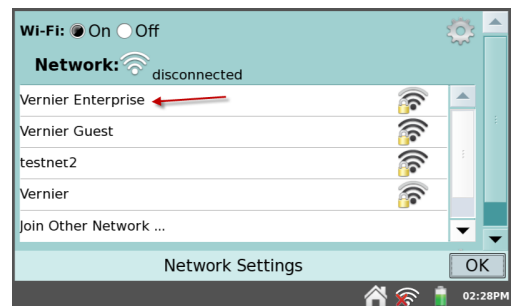 Wi-Fi: On Off
Network: disconnected
Vernier Enterprise
Vernier Guest
testnet2
Vernier
Join Other Network ...
Network Settings
OK
02:28PM